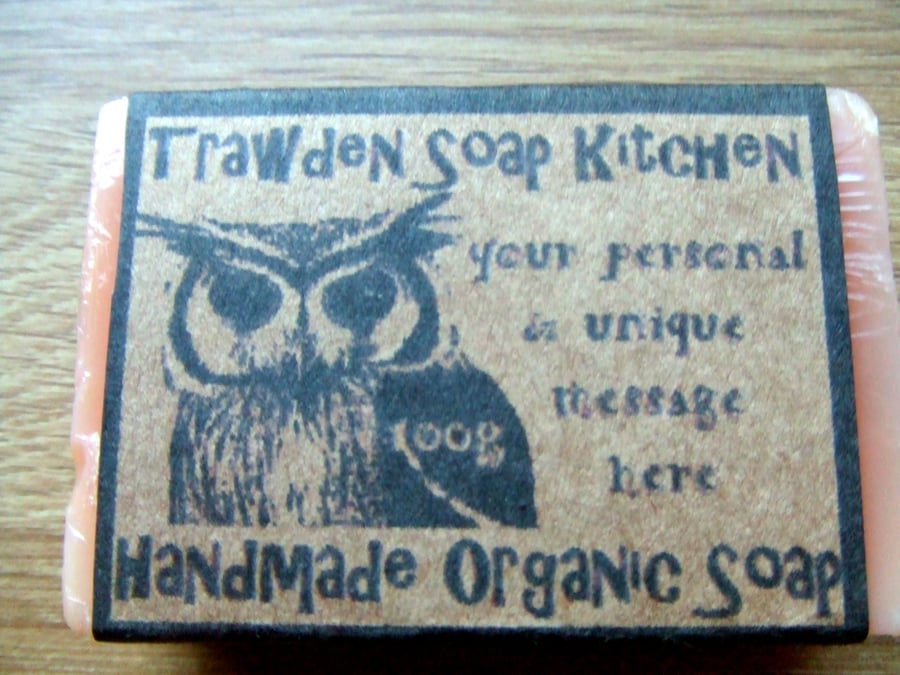 Trawden Soap Kitchen
your personal
& unique
message
here
100g
Handmade Organic Soap